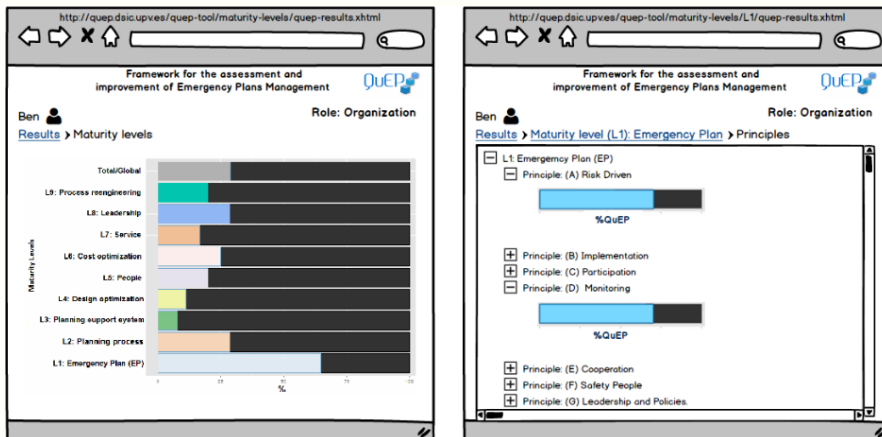 http://quep.dsic.upv.es/quep-tool/maturity-levels/quep-results.xhtml
Framework for the assessment and
improvement of Emergency Plans Management
QuEP
Ben
Role: Organization
Results > Maturity levels
Maturity Levels
Total/Global
L9: Process reengineering
L8: Leadership
L7: Service
L6: Cost optimization
L5: People
L4: Design optimization
L3: Planning support system
L2: Planning process
L1: Emergency Plan (EP)
0 25 50 75 100
%
http://quep.dsic.upv.es/quep-tool/maturity-levels/L1/quep-results.xhtml
Framework for the assessment and
improvement of Emergency Plans Management
QuEP
Ben
Role: Organization
Results > Maturity level (L1): Emergency Plan > Principles
L1: Emergency Plan (EP)
Principle: (A) Risk Driven
%QuEP
Principle: (B) Implementation
Principle: (C) Participation
Principle: (D) Monitoring
%QuEP
Principle: (E) Cooperation
Principle: (F) Safety People
Principle: (G) Leadership and Policies.